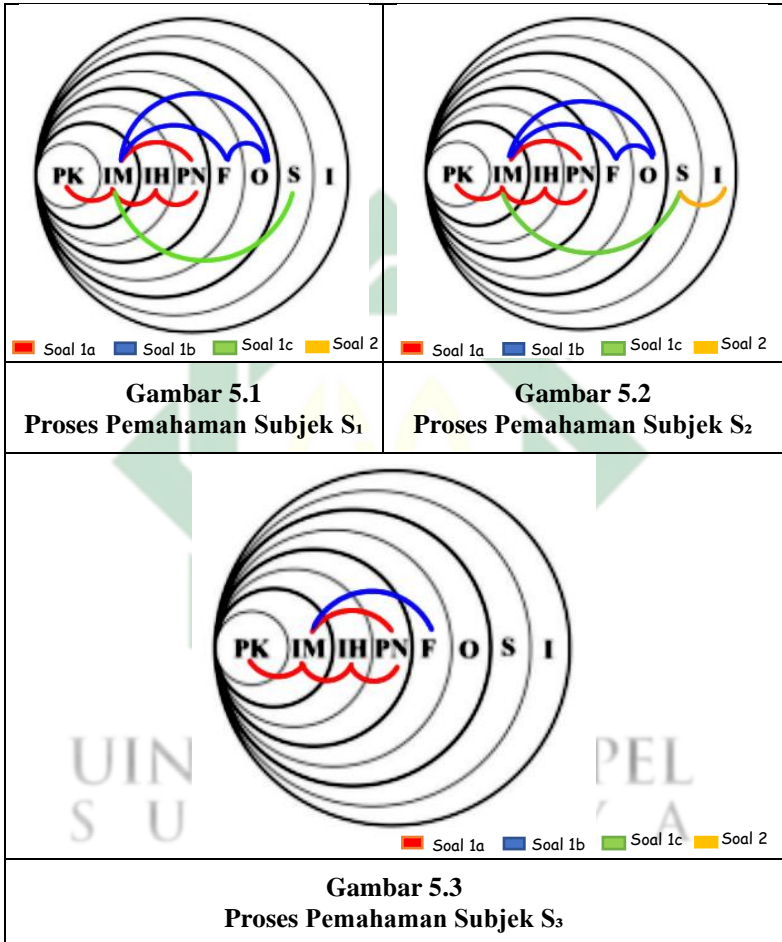 PK IM IH PN F O S I
Soal 1a Soal 1b Soal 1c Soal 2
Gambar 5.1
Proses Pemahaman Subjek S₁
PK IM IH PN F O S I
Soal 1a Soal 1b Soal 1c Soal 2
Gambar 5.2
Proses Pemahaman Subjek S₂
PK IM IH PN F O S I
UIN PEL
S U Y A
Soal 1a Soal 1b Soal 1c Soal 2
Gambar 5.3
Proses Pemahaman Subjek S₃